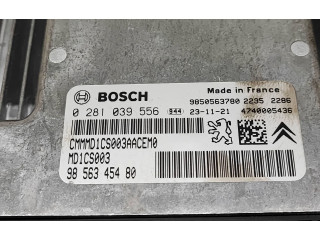 BOSCH
Made in France
9850563780 2235 2286
0 281 039 556 944 23-11-21 4740005436
CMMMD1CS003AACEM0
MD1CS003
98 563 454 80